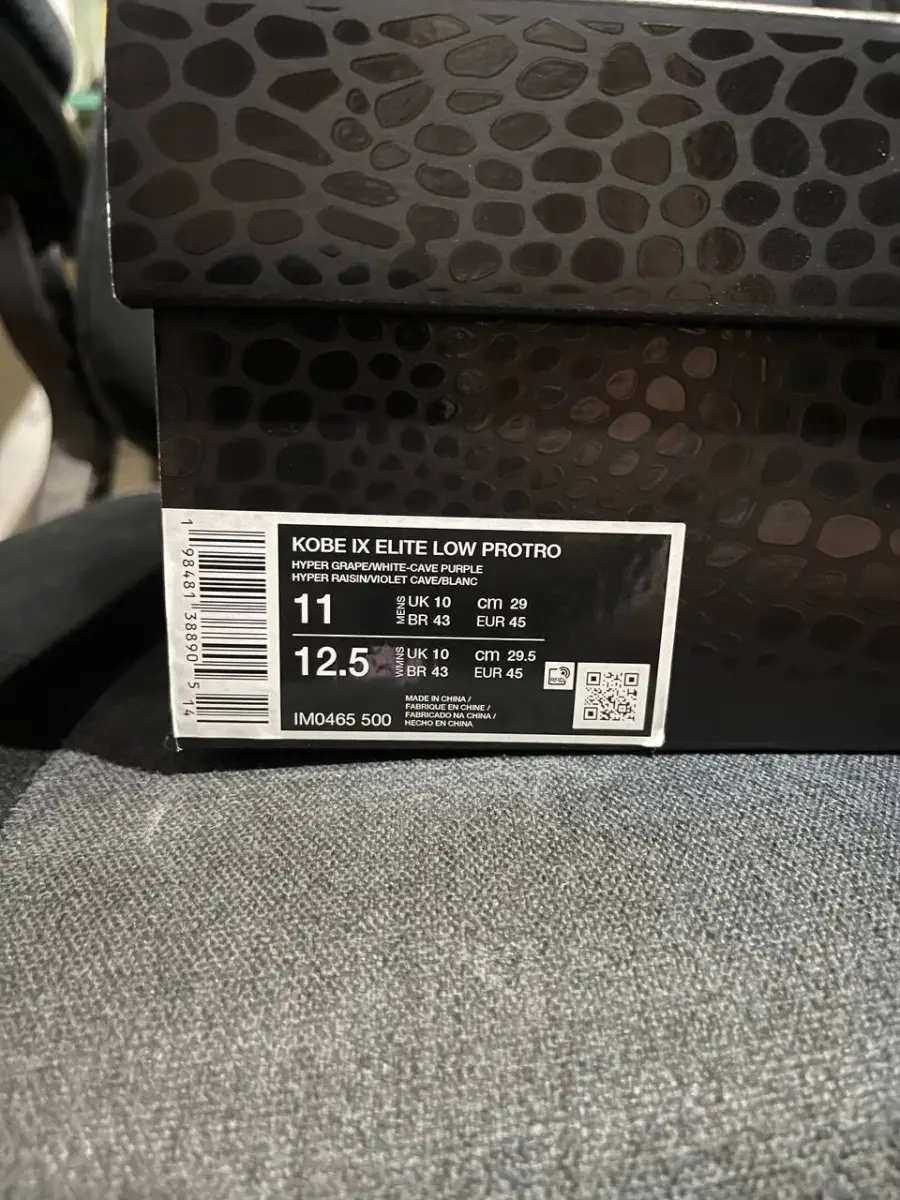 1 98481 38890 5 14
KOBE IX ELITE LOW PROTRO
HYPER GRAPE/WHITE-CAVE PURPLE
HYPER RAISIN/VIOLET CAVE/BLANC
11 MENS UK 10 cm 29
BR 43 EUR 45
12.5 WMNS UK 10 cm 29.5
BR 43 EUR 45
RFID
MADE IN CHINA /
FABRIQUE EN CHINE /
FABRICADO NA CHINA /
HECHO EN CHINA
IM0465 500